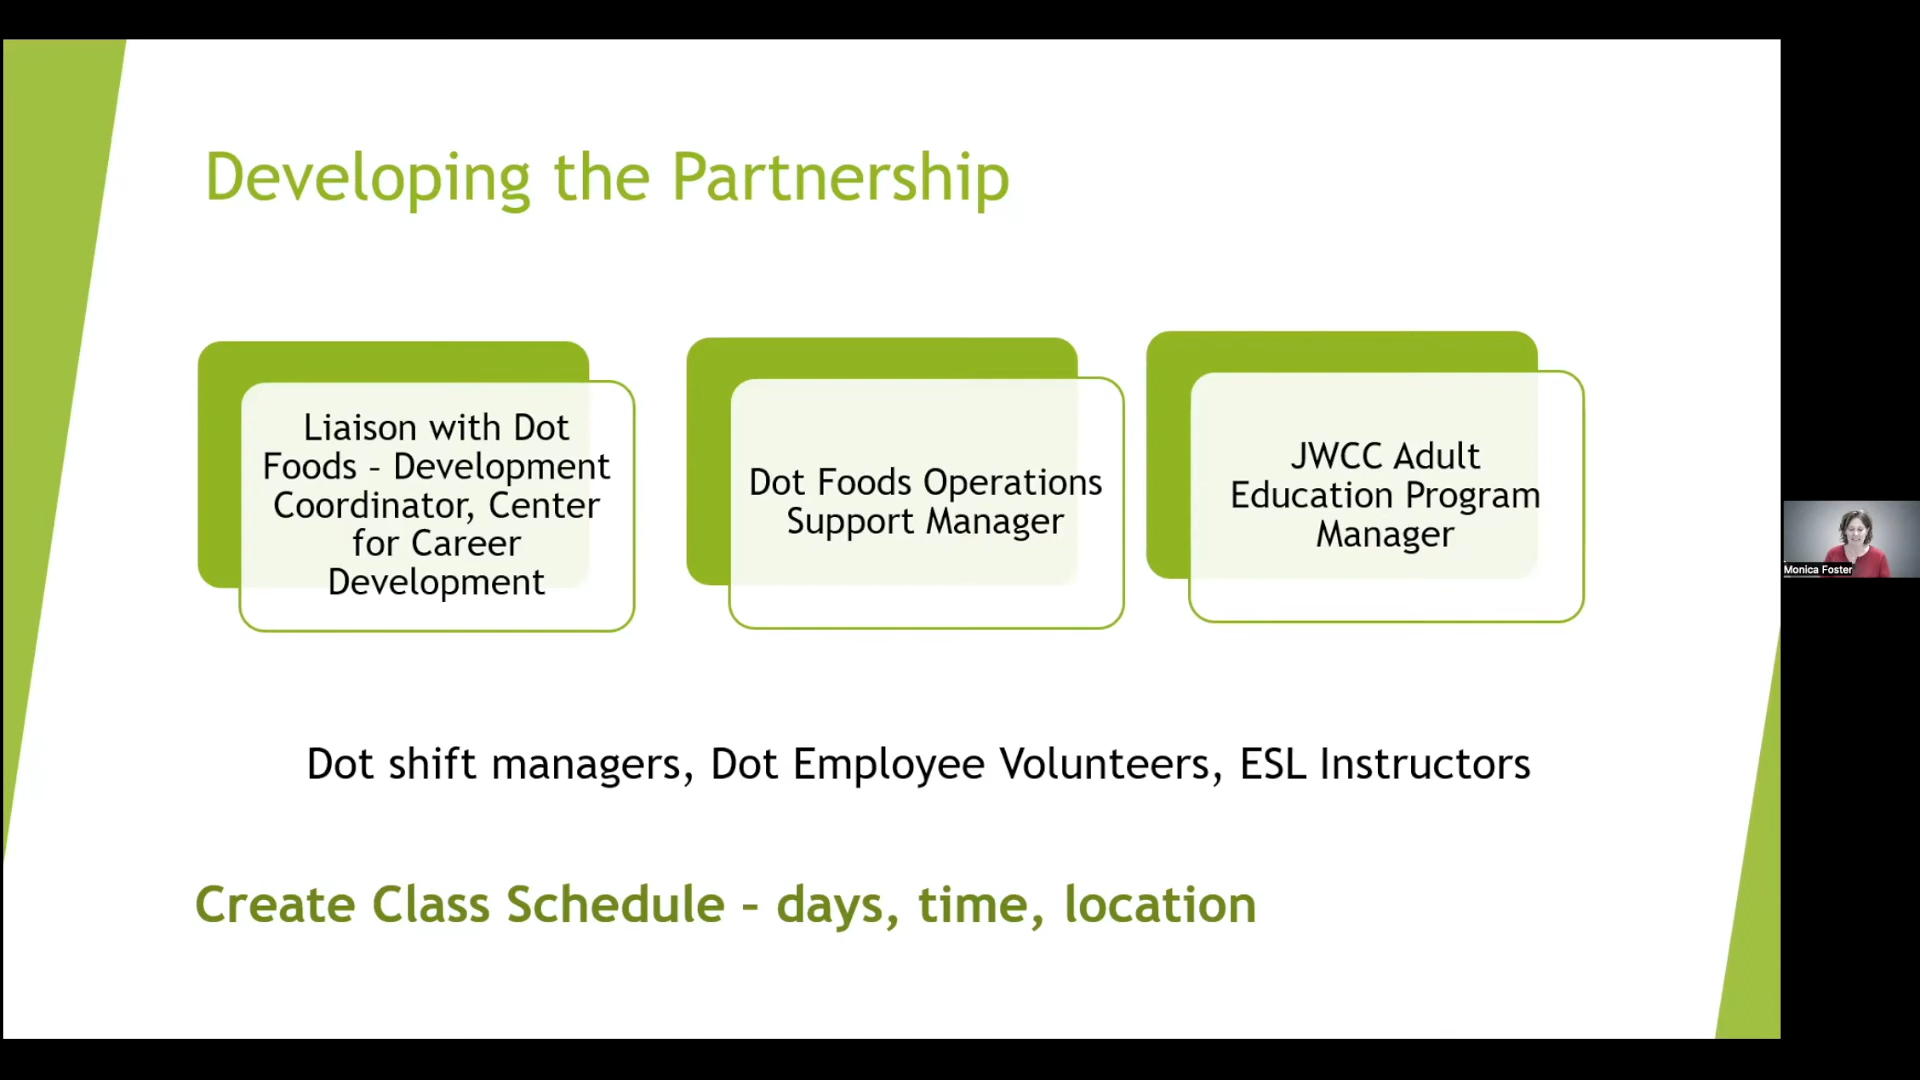 Developing the Partnership
Liaison with Dot
Foods – Development
Coordinator, Center
for Career
Development
Dot Foods Operations
Support Manager
JWCC Adult
Education Program
Manager
Monica Foster
Dot shift managers, Dot Employee Volunteers, ESL Instructors
Create Class Schedule – days, time, location